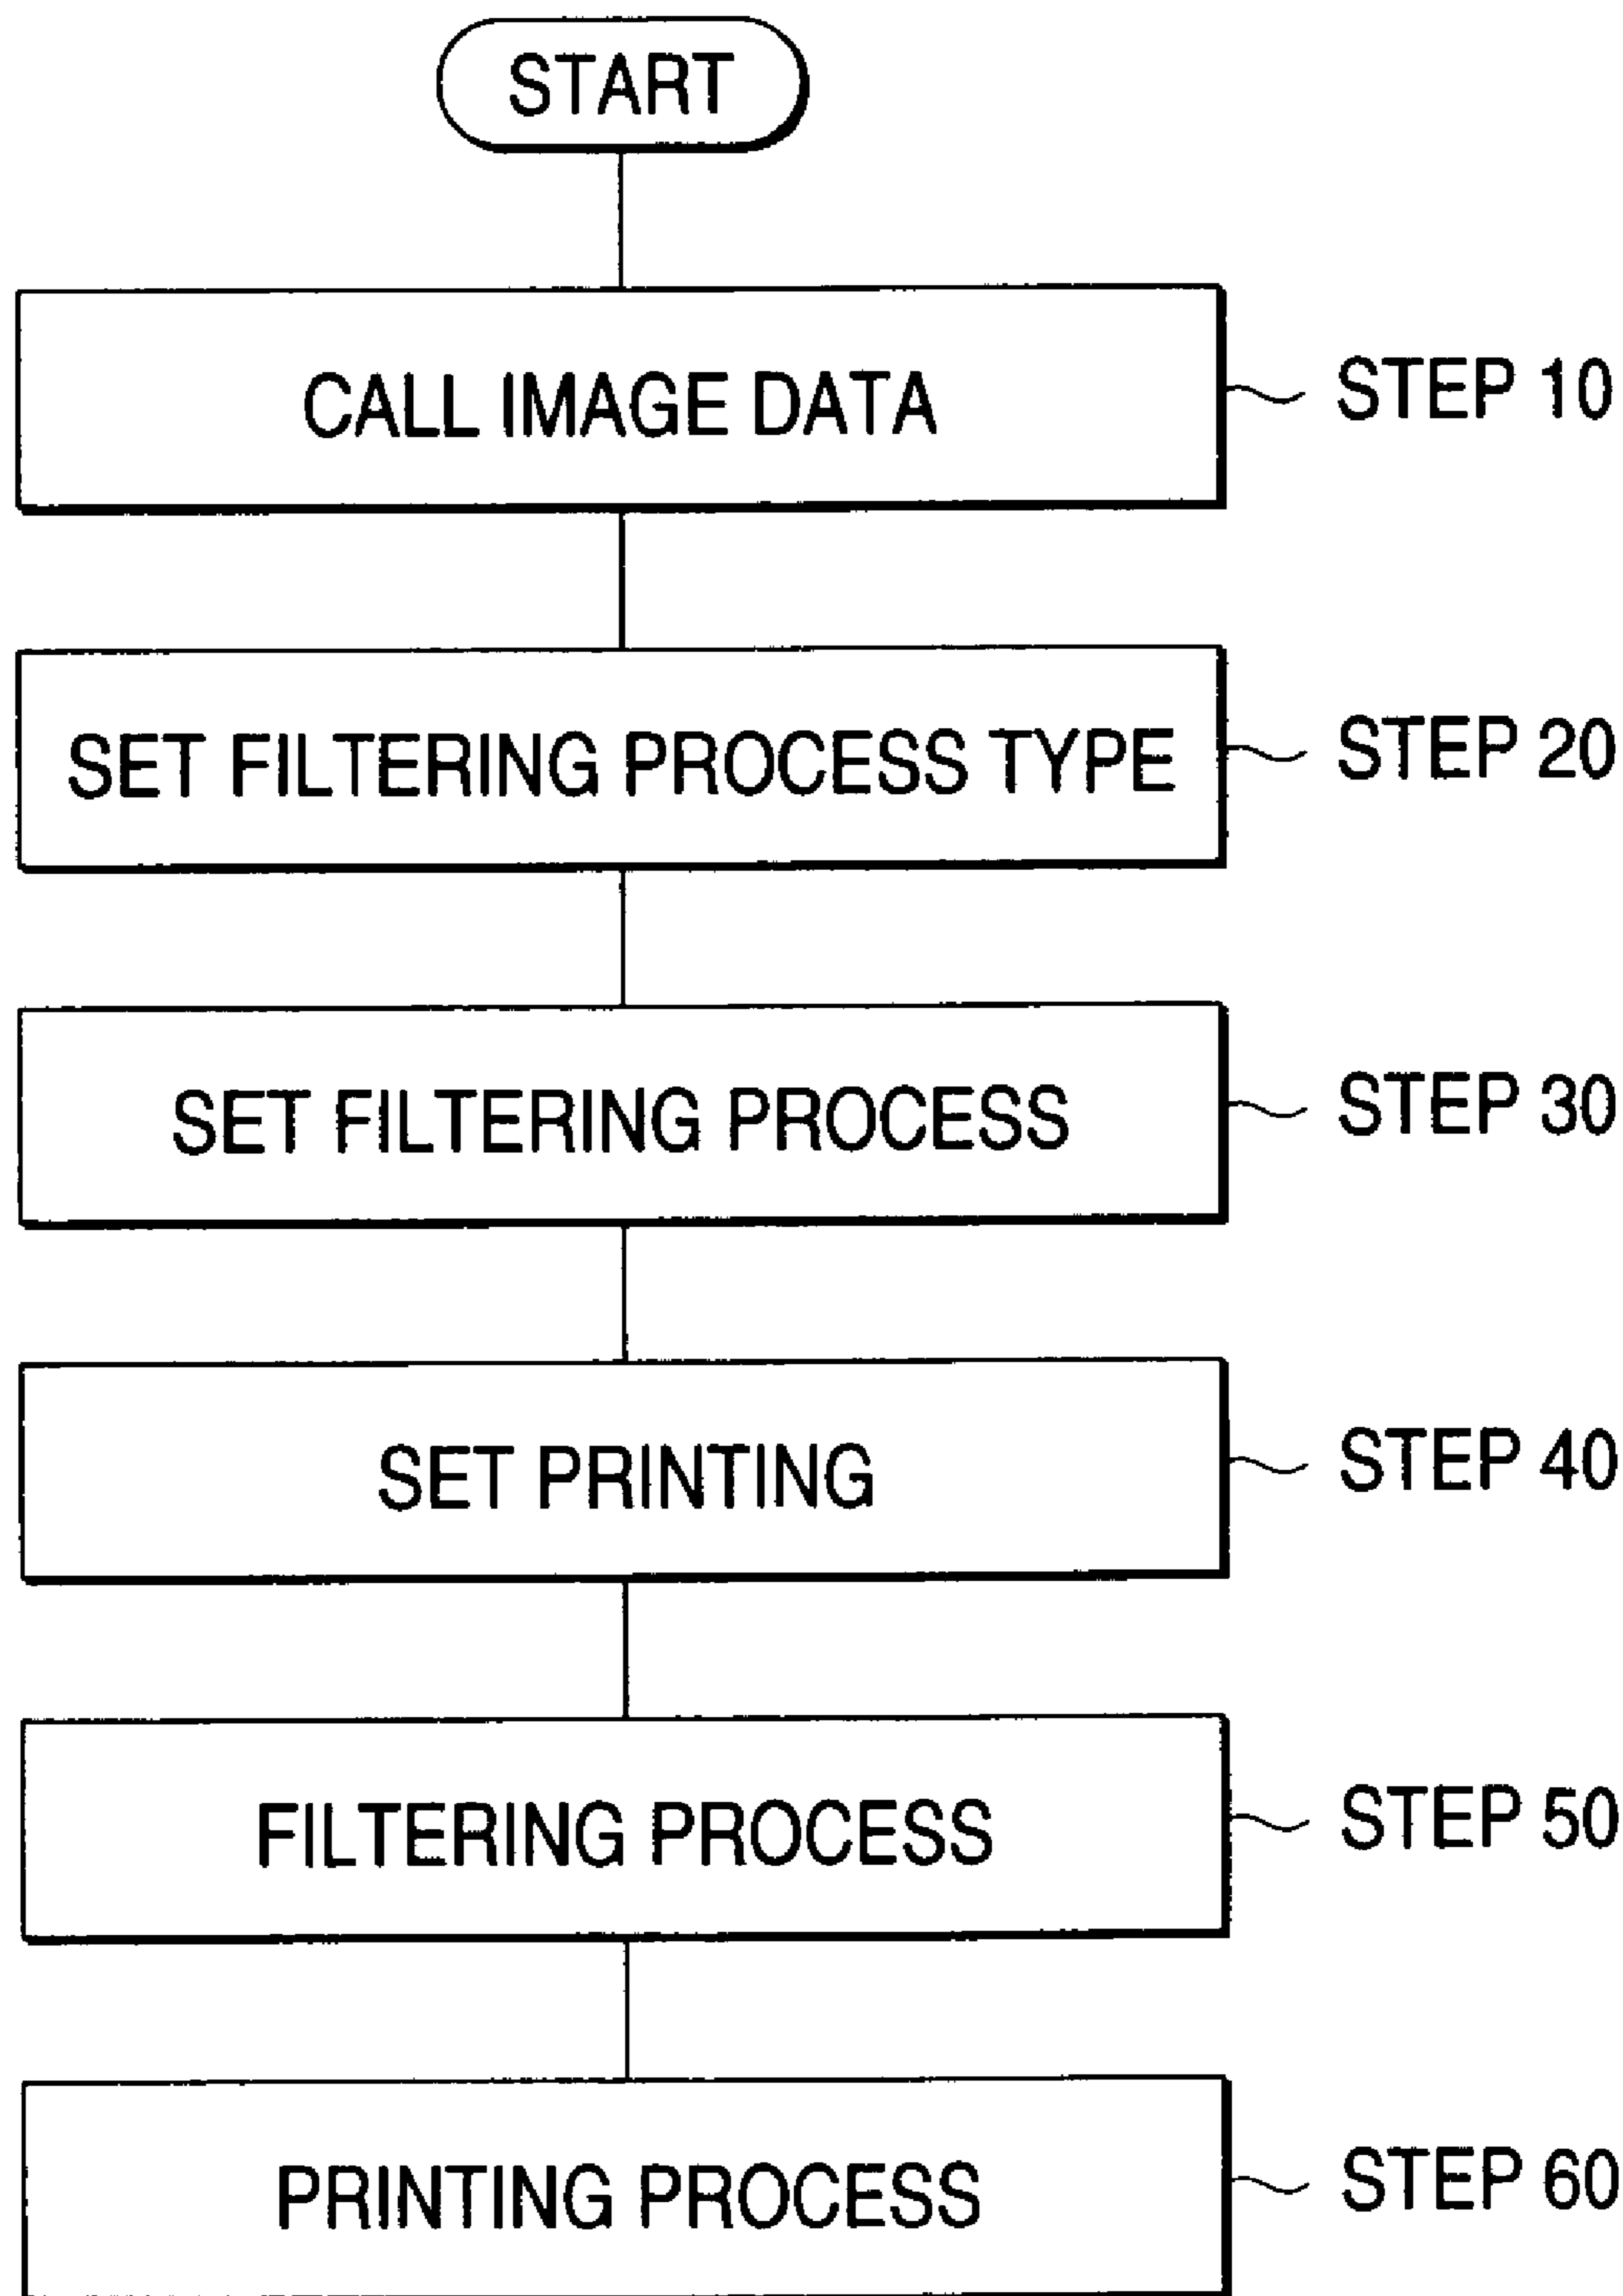 START
CALL IMAGE DATA
STEP 10
SET FILTERING PROCESS TYPE
STEP 20
SET FILTERING PROCESS
STEP 30
SET PRINTING
STEP 40
FILTERING PROCESS
STEP 50
PRINTING PROCESS
STEP 60